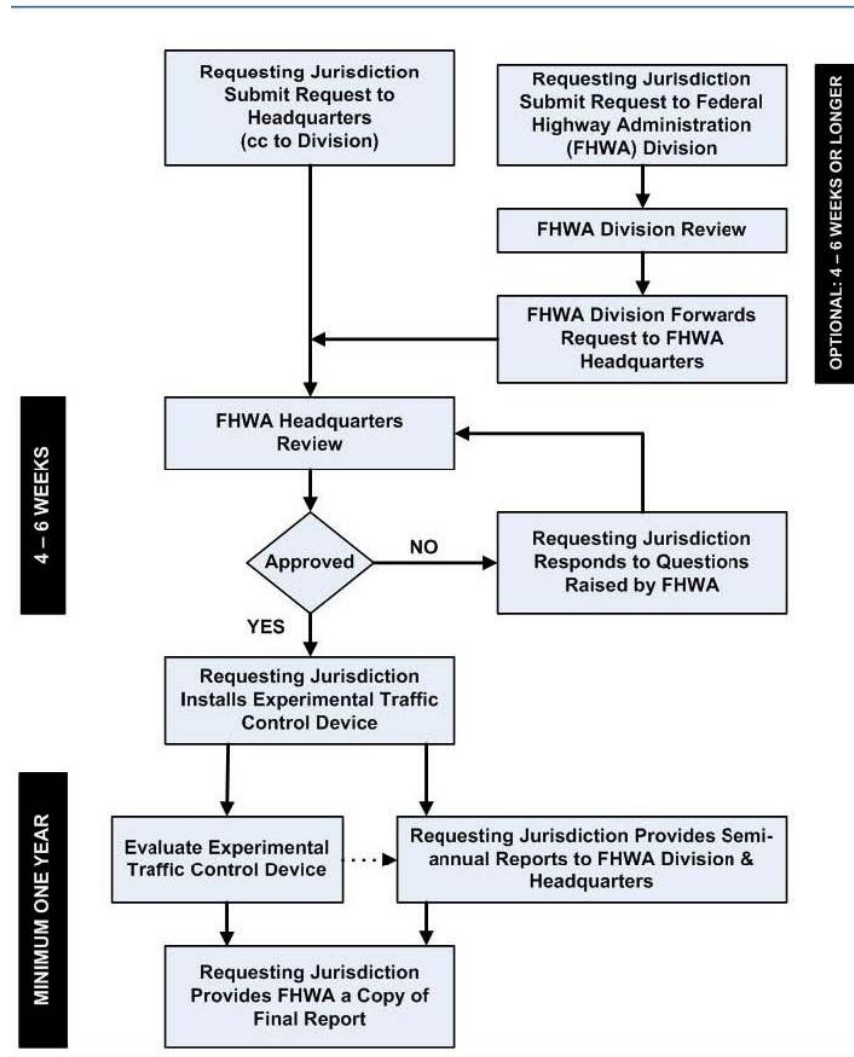 Requesting Jurisdiction
Submit Request to
Headquarters
(cc to Division)
Requesting Jurisdiction
Submit Request to Federal
Highway Administration
(FHWA) Division
OPTIONAL: 4 – 6 WEEKS OR LONGER
FHWA Division Review
FHWA Division Forwards
Request to FHWA
Headquarters
4 – 6 WEEKS
FHWA Headquarters
Review
Approved
NO
Requesting Jurisdiction
Responds to Questions
Raised by FHWA
YES
Requesting Jurisdiction
Installs Experimental Traffic
Control Device
MINIMUM ONE YEAR
Evaluate Experimental
Traffic Control Device
Requesting Jurisdiction Provides Semi-
annual Reports to FHWA Division &
Headquarters
Requesting Jurisdiction
Provides FHWA a Copy of
Final Report